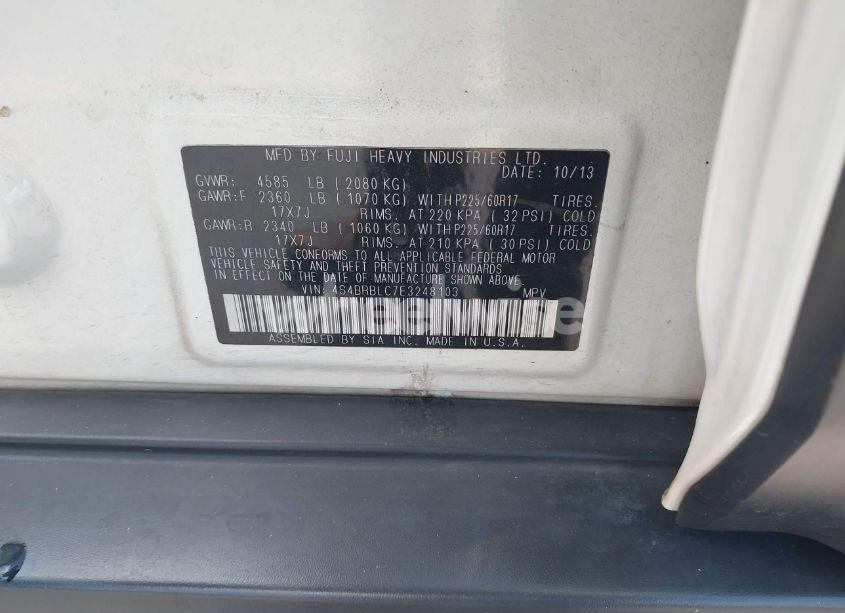 MFD BY FUJI HEAVY INDUSTRIES LTD.
DATE: 10/13
GVWR: 4585 LB ( 2080 KG)
GAWR:F 2360 LB ( 1070 KG) WITH P225/60R17 TIRES.
17X7J RIMS. AT 220 KPA ( 32 PSI) COLD
GAWR:R 2340 LB ( 1060 KG) WITH P225/60R17 TIRES.
17X7J RIMS. AT 210 KPA ( 30 PSI) COLD
THIS VEHICLE CONFORMS TO ALL APPLICABLE FEDERAL MOTOR
VEHICLE SAFETY AND THEFT PREVENTION STANDARDS
IN EFFECT ON THE DATE OF MANUFACTURE SHOWN ABOVE.
VIN: 4S4BRBLC7E3248103 MPV
ASSEMBLED BY SIA INC. MADE IN U.S.A.